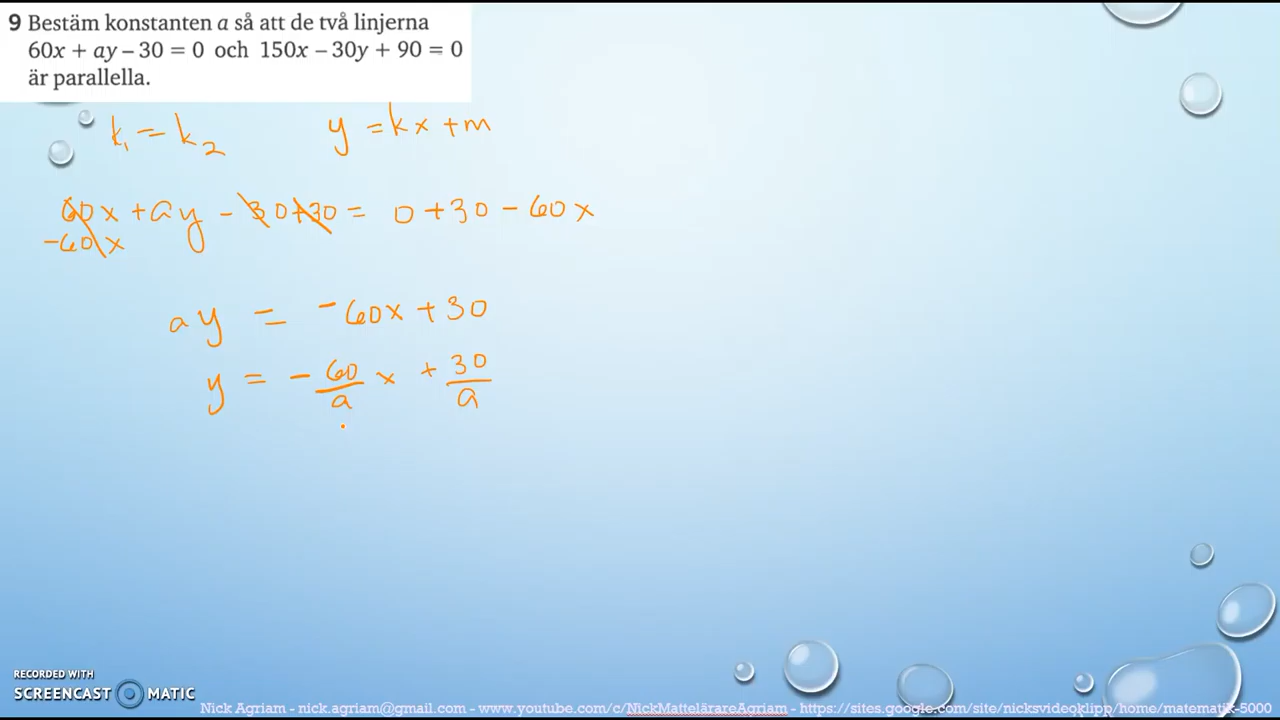 9 Bestäm konstanten a så att de två linjerna
60x + ay – 30 = 0 och 150x – 30y + 90 = 0
är parallella.
k₁ = k₂ y = kx + m
60x + ay - 30 + 30 = 0 + 30 - 60x
-60x
ay = -60x + 30
y = - 60/a x + 30/a
RECORDED WITH
SCREENCAST MATIC
Nick Agriam - nick.agriam@gmail.com - www.youtube.com/c/NickMattelärareAgriam - https://sites.google.com/site/nicksvideoklipp/home/matematik-5000